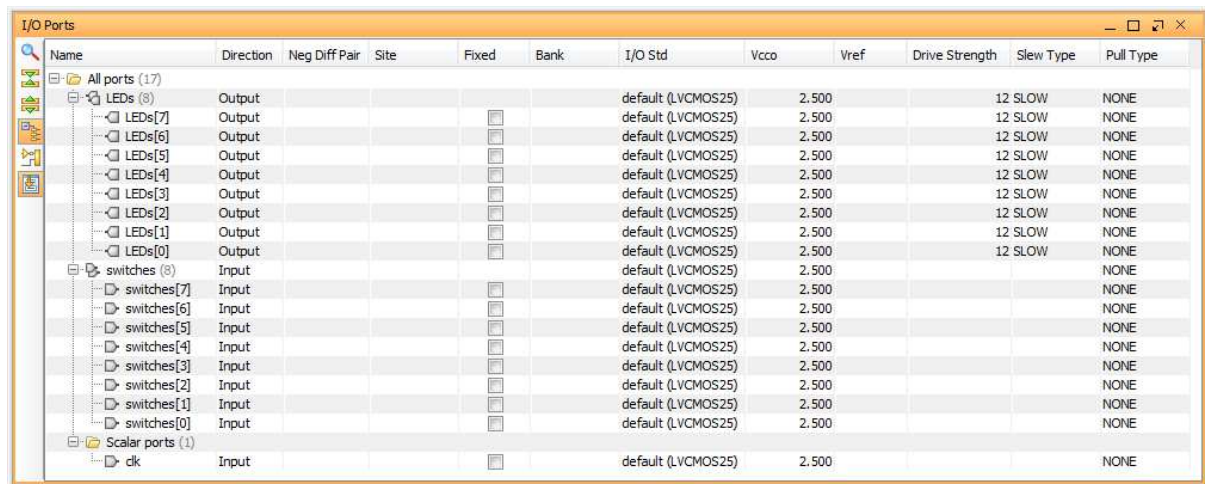 I/O Ports
Name Direction Neg Diff Pair Site Fixed Bank I/O Std Vcco Vref Drive Strength Slew Type Pull Type
All ports (17)
LEDs (8) Output default (LVCMOS25) 2.500 12 SLOW NONE
LEDs[7] Output default (LVCMOS25) 2.500 12 SLOW NONE
LEDs[6] Output default (LVCMOS25) 2.500 12 SLOW NONE
LEDs[5] Output default (LVCMOS25) 2.500 12 SLOW NONE
LEDs[4] Output default (LVCMOS25) 2.500 12 SLOW NONE
LEDs[3] Output default (LVCMOS25) 2.500 12 SLOW NONE
LEDs[2] Output default (LVCMOS25) 2.500 12 SLOW NONE
LEDs[1] Output default (LVCMOS25) 2.500 12 SLOW NONE
LEDs[0] Output default (LVCMOS25) 2.500 12 SLOW NONE
switches (8) Input default (LVCMOS25) 2.500 NONE
switches[7] Input default (LVCMOS25) 2.500 NONE
switches[6] Input default (LVCMOS25) 2.500 NONE
switches[5] Input default (LVCMOS25) 2.500 NONE
switches[4] Input default (LVCMOS25) 2.500 NONE
switches[3] Input default (LVCMOS25) 2.500 NONE
switches[2] Input default (LVCMOS25) 2.500 NONE
switches[1] Input default (LVCMOS25) 2.500 NONE
switches[0] Input default (LVCMOS25) 2.500 NONE
Scalar ports (1)
clk Input default (LVCMOS25) 2.500 NONE